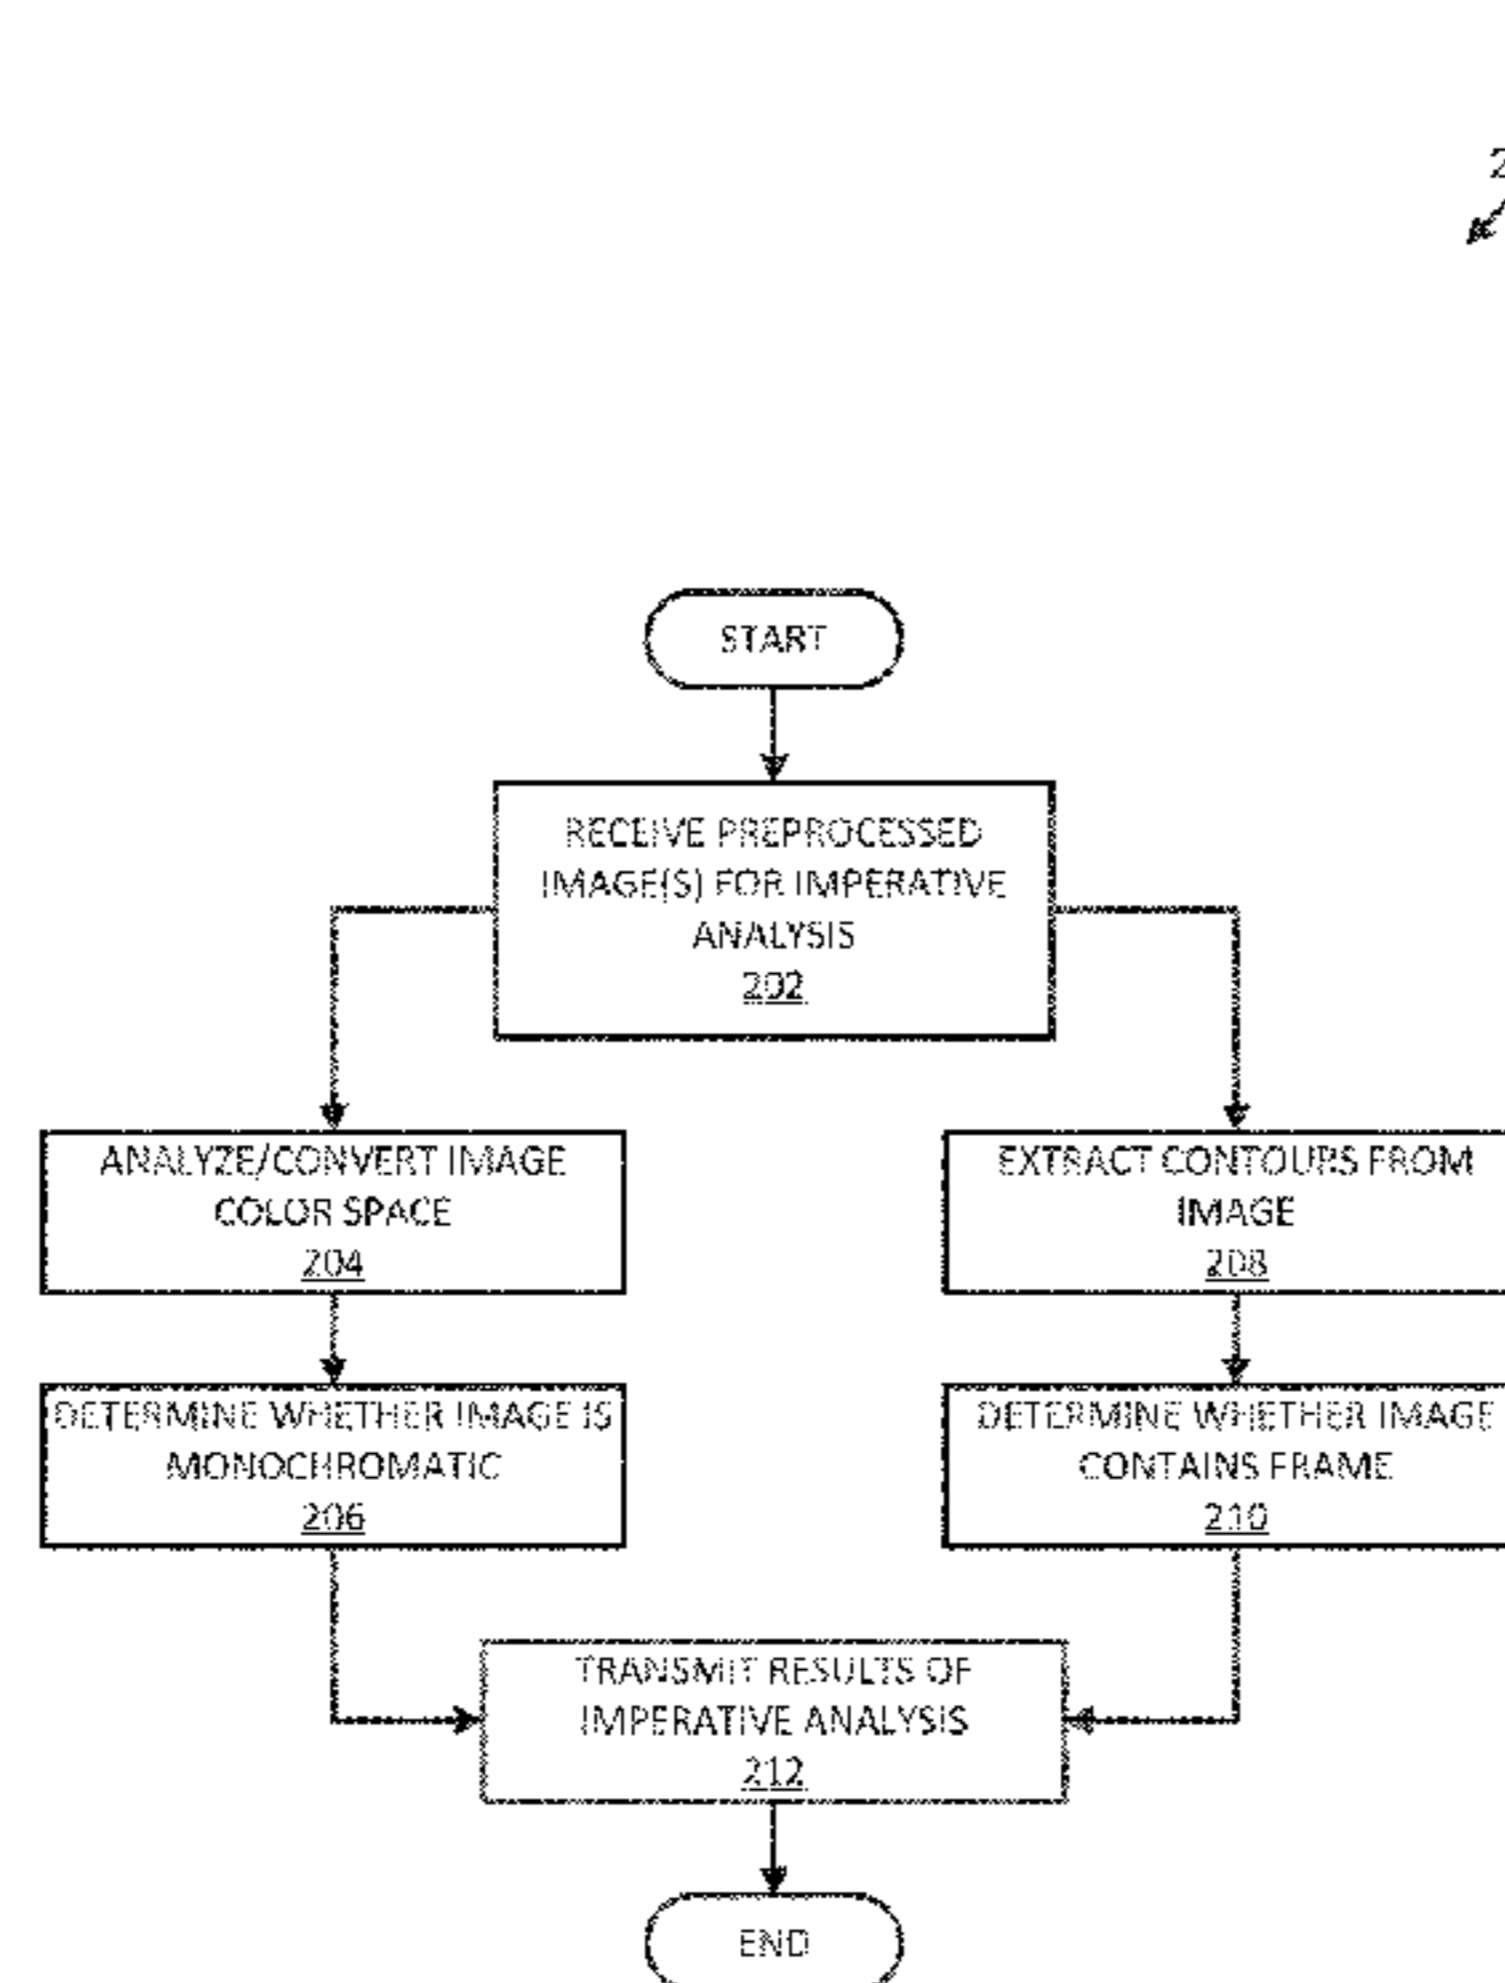 START
RECEIVE PREPROCESSED
IMAGE(S) FOR IMPERATIVE
ANALYSIS
202
ANALYZE/CONVERT IMAGE
COLOR SPACE
204
EXTRACT CONTOURS FROM
IMAGE
208
DETERMINE WHETHER IMAGE IS
MONOCHROMATIC
206
DETERMINE WHETHER IMAGE
CONTAINS FRAME
210
TRANSMIT RESULTS OF
IMPERATIVE ANALYSIS
212
END